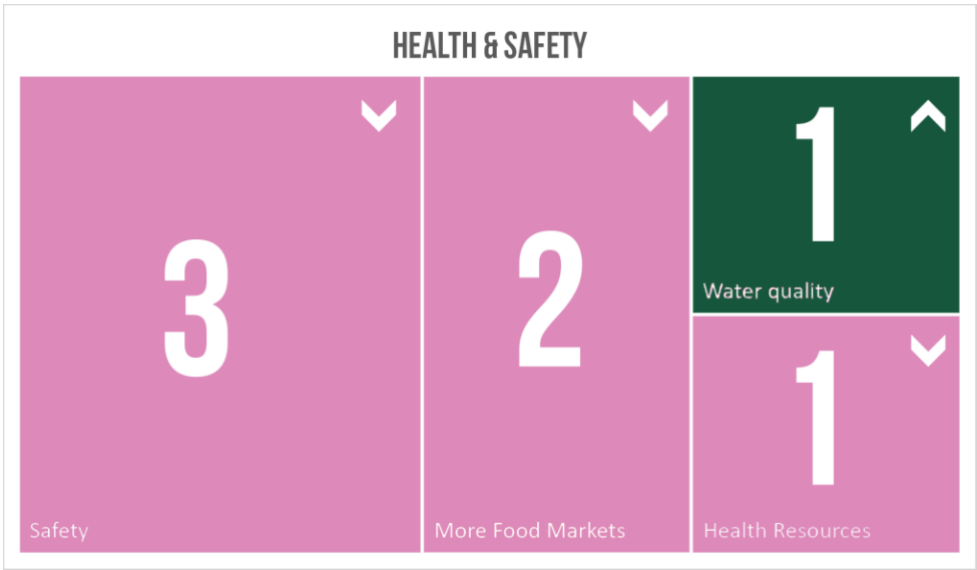 HEALTH & SAFETY
3
Safety
2
More Food Markets
1
Water quality
1
Health Resources